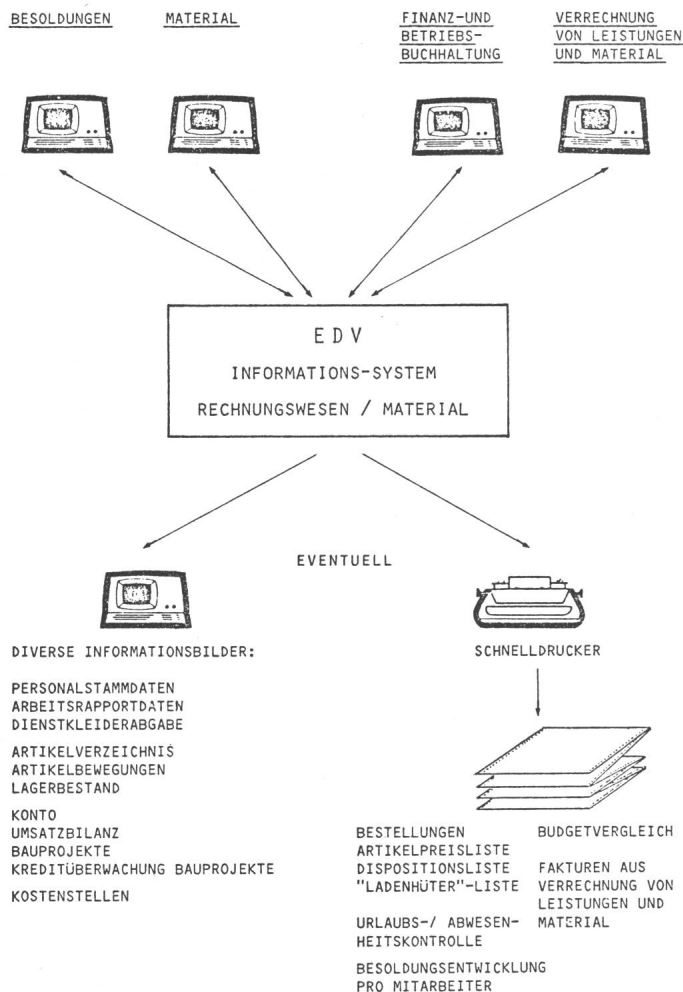 BESOLDUNGEN
MATERIAL
FINANZ-UND
BETRIEBS-
BUCHHALTUNG
VERRECHNUNG
VON LEISTUNGEN
UND MATERIAL
EDV
INFORMATIONS-SYSTEM
RECHNUNGSWESEN / MATERIAL
EVENTUELL
DIVERSE INFORMATIONSBILDER:
PERSONALSTAMMDATEN
ARBEITSRAPPORTDATEN
DIENSTKLEIDERABGABE
ARTIKELVERZEICHNIS
ARTIKELBEWEGUNGEN
LAGERBESTAND
KONTO
UMSATZBILANZ
BAUPROJEKTE
KREDITÜBERWACHUNG BAUPROJEKTE
KOSTENSTELLEN
SCHNELLDRUCKER
BESTELLUNGEN
ARTIKELPREISLISTE
DISPOSITIONSLISTE
"LADENHÜTER"-LISTE
URLAUBS-/ ABWESEN-
HEITSKONTROLLE
BESOLDUNGSENTWICKLUNG
PRO MITARBEITER
BUDGETVERGLEICH
FAKTUREN AUS
VERRECHNUNG VON
LEISTUNGEN UND
MATERIAL